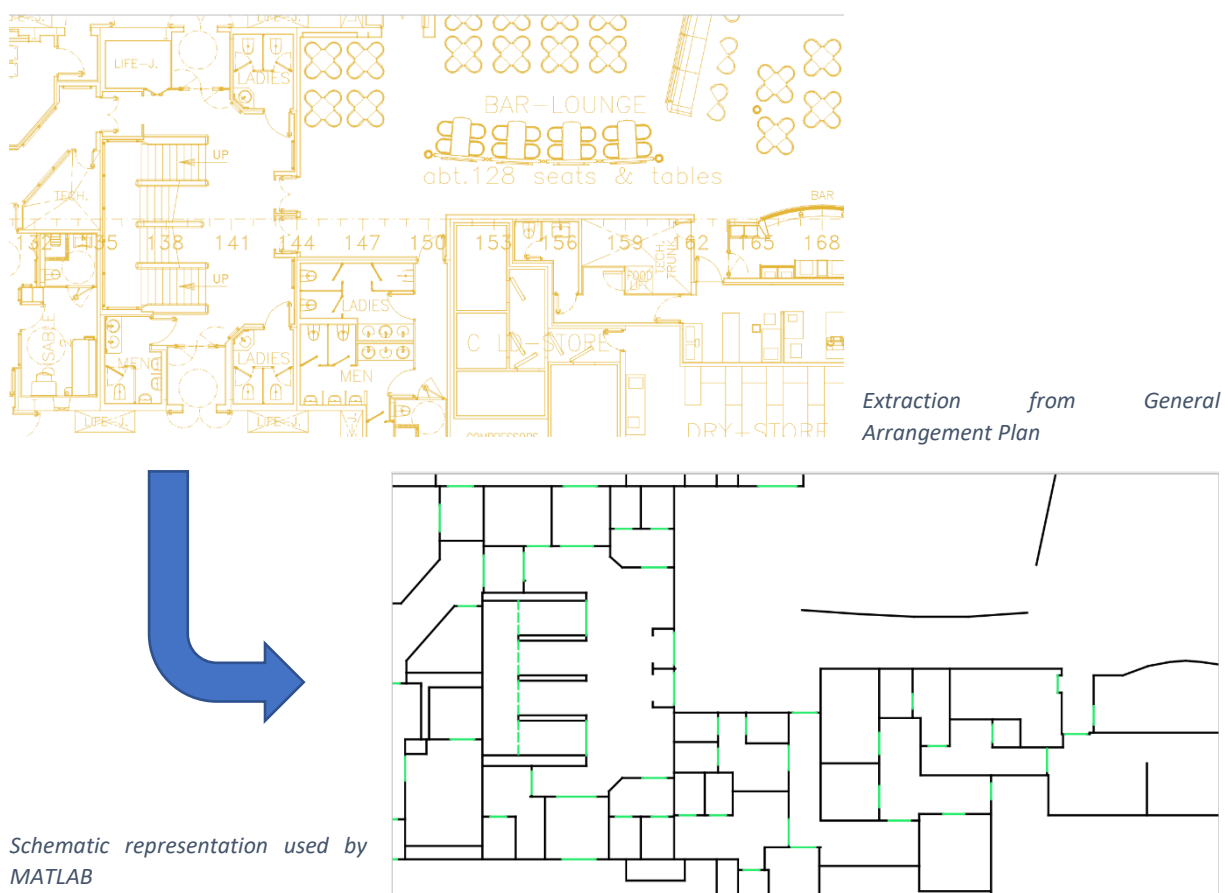 LIFE-J.
LADIES
BAR-LOUNGE
UP
abt.128 seats & tables
TECH.
BAR
132 135 138 141 144 147 150 153 156 159 162 165 168
TECH.
TRUNK
FOOD
LIFT
UP
LADIES
DISABLE
C LD-STORE
MEN
LADIES
MEN
LIFE-J.
LIFE-J.
COMPRESSORS
DRY-STORE
Extraction from General
Arrangement Plan
Schematic representation used by
MATLAB